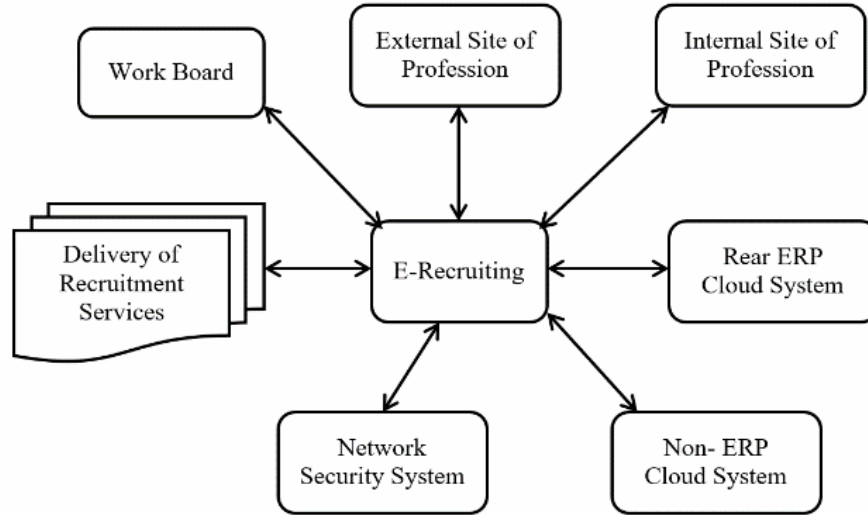 Work Board
External Site of
Profession
Internal Site of
Profession
Delivery of
Recruitment
Services
E-Recruiting
Rear ERP
Cloud System
Network
Security System
Non- ERP
Cloud System